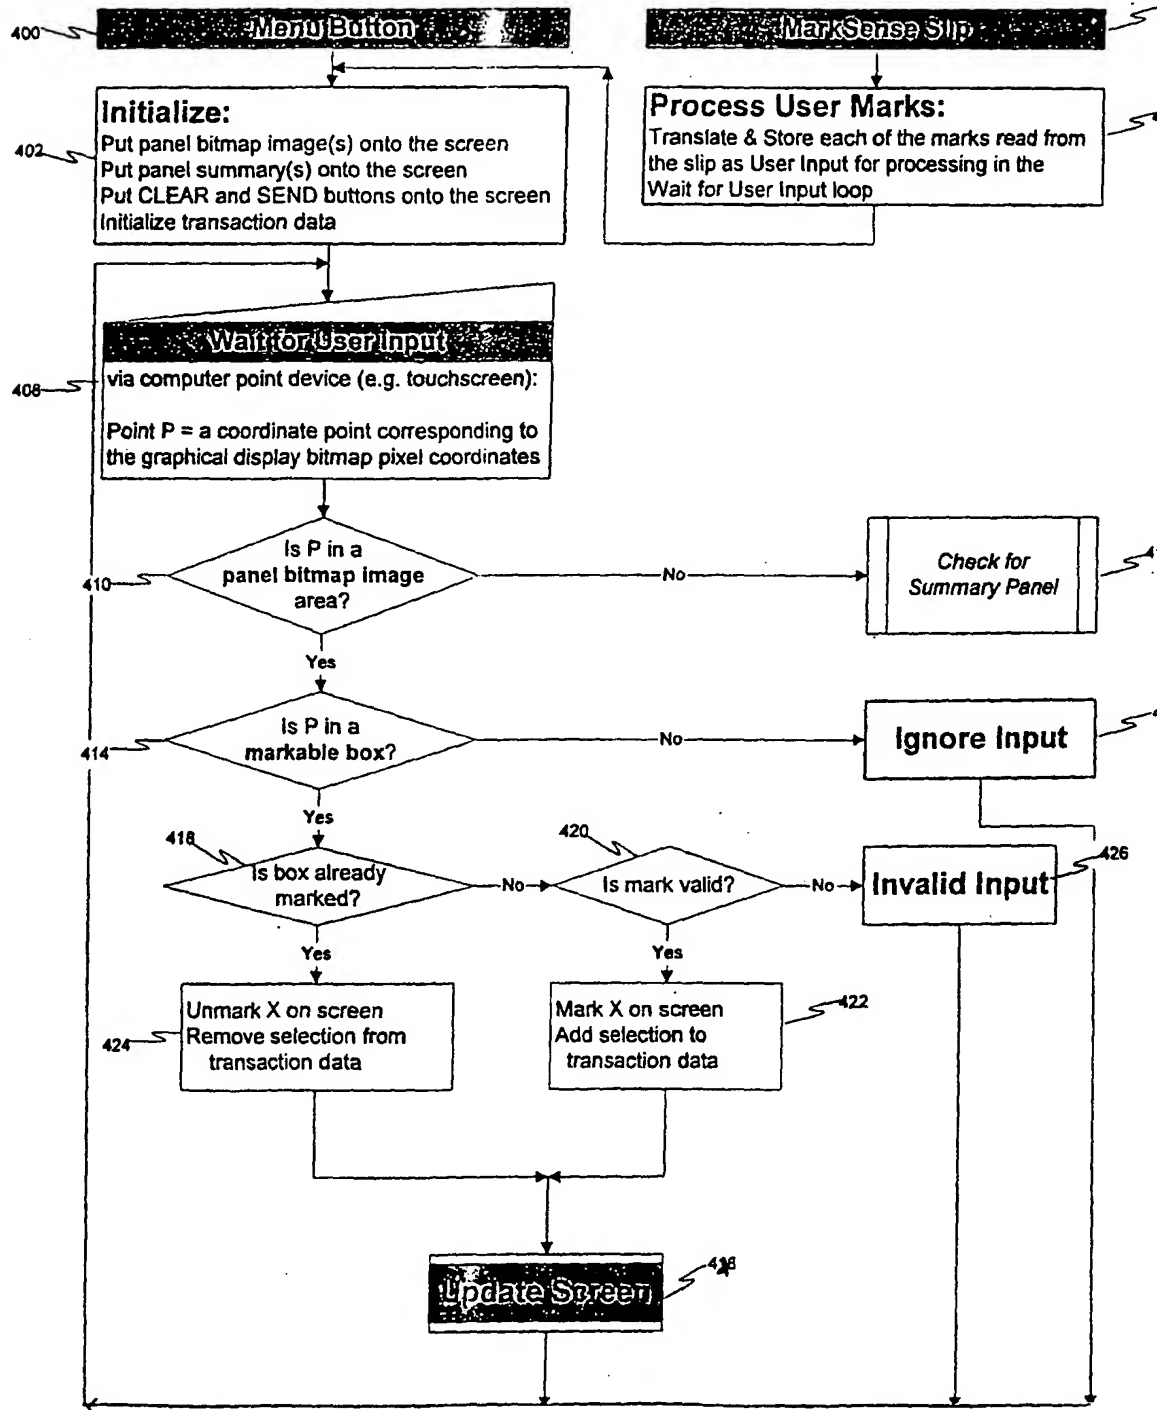 400
Menu Button
MarkSense Slip
402
Initialize:
Put panel bitmap image(s) onto the screen
Put panel summary(s) onto the screen
Put CLEAR and SEND buttons onto the screen
Initialize transaction data
Process User Marks:
Translate & Store each of the marks read from
the slip as User Input for processing in the
Wait for User Input loop
408
Wait for User Input
via computer point device (e.g. touchscreen):
Point P = a coordinate point corresponding to
the graphical display bitmap pixel coordinates
410
Is P in a
panel bitmap image
area?
No
Check for
Summary Panel
Yes
414
Is P in a
markable box?
No
Ignore Input
Yes
418
Is box already
marked?
No
420
Is mark valid?
No
Invalid Input
426
Yes
Yes
424
Unmark X on screen
Remove selection from
transaction data
Mark X on screen
Add selection to
transaction data
422
Update Screen